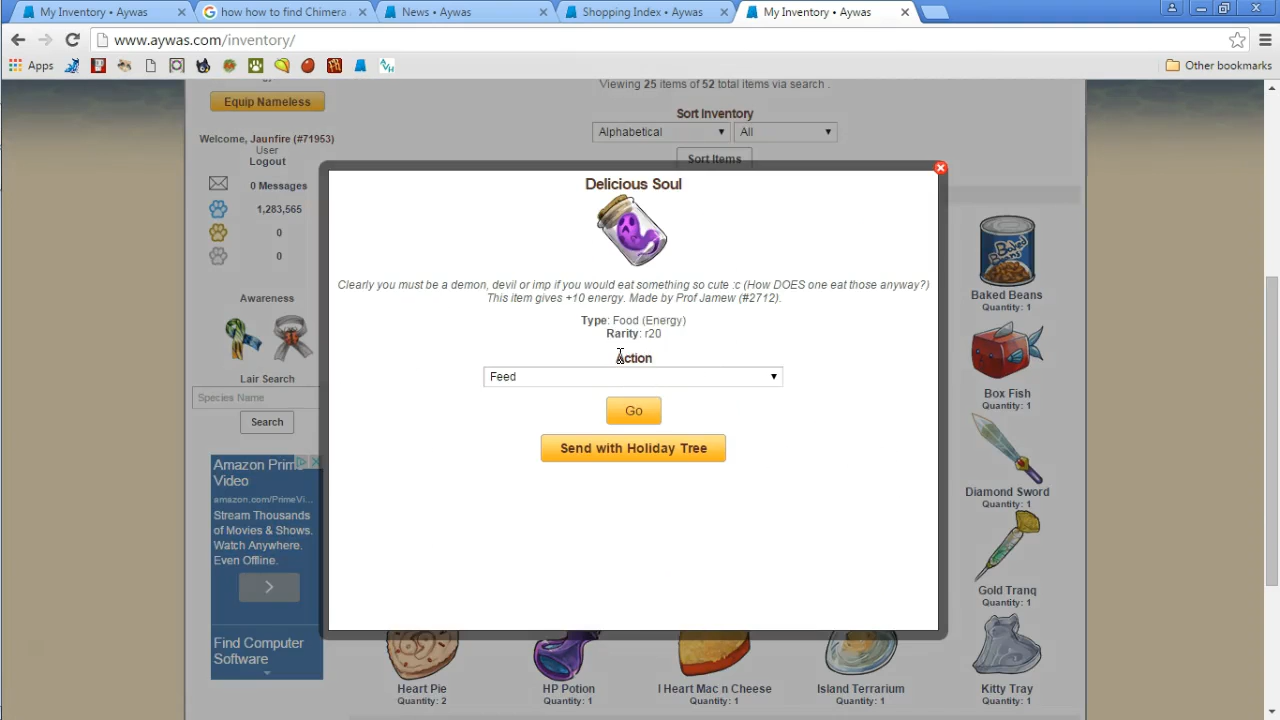 My Inventory • Aywas
how how to find Chimera
News • Aywas
Shopping Index • Aywas
My Inventory • Aywas
www.aywas.com/inventory/
Apps
Other bookmarks
Equip Nameless
Welcome, Jaunfire (#71953)
User
Logout
0 Messages
1,283,565
0
0
Awareness
Lair Search
Species Name
Search
Amazon Prime
Video
amazon.com/PrimeVi...
Stream Thousands
of Movies & Shows.
Watch Anywhere.
Even Offline.
Find Computer
Software
Viewing 25 items of 52 total items via search .
Sort Inventory
Alphabetical
All
Sort Items
Delicious Soul
Clearly you must be a demon, devil or imp if you would eat something so cute :c (How DOES one eat those anyway?)
This item gives +10 energy. Made by Prof Jamew (#2712).
Type: Food (Energy)
Rarity: r20
Action
Feed
Go
Send with Holiday Tree
Baked Beans
Quantity: 1
Box Fish
Quantity: 1
Diamond Sword
Quantity: 1
Gold Tranq
Quantity: 1
Heart Pie
Quantity: 2
HP Potion
Quantity: 1
I Heart Mac n Cheese
Quantity: 1
Island Terrarium
Quantity: 1
Kitty Tray
Quantity: 1